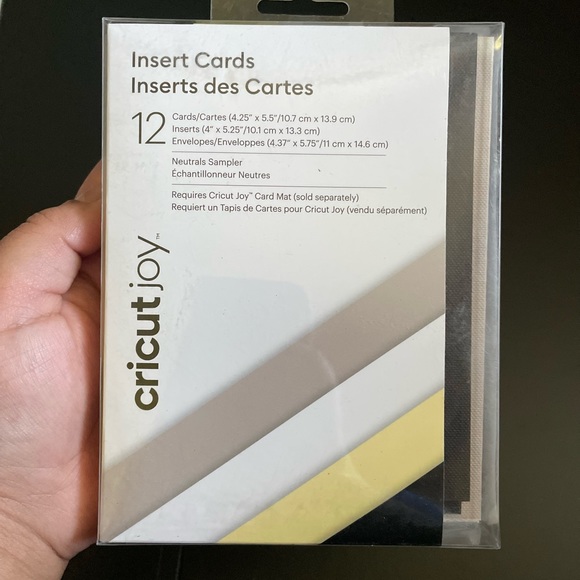 Insert Cards
Inserts des Cartes
12
Cards/Cartes (4.25" x 5.5"/10.7 cm x 13.9 cm)
Inserts (4" x 5.25"/10.1 cm x 13.3 cm)
Envelopes/Enveloppes (4.37" x 5.75"/11 cm x 14.6 cm)
Neutrals Sampler
Échantillonneur Neutres
Requires Cricut Joy™ Card Mat (sold separately)
Requiert un Tapis de Cartes pour Cricut Joy (vendu séparément)
cricut joy™